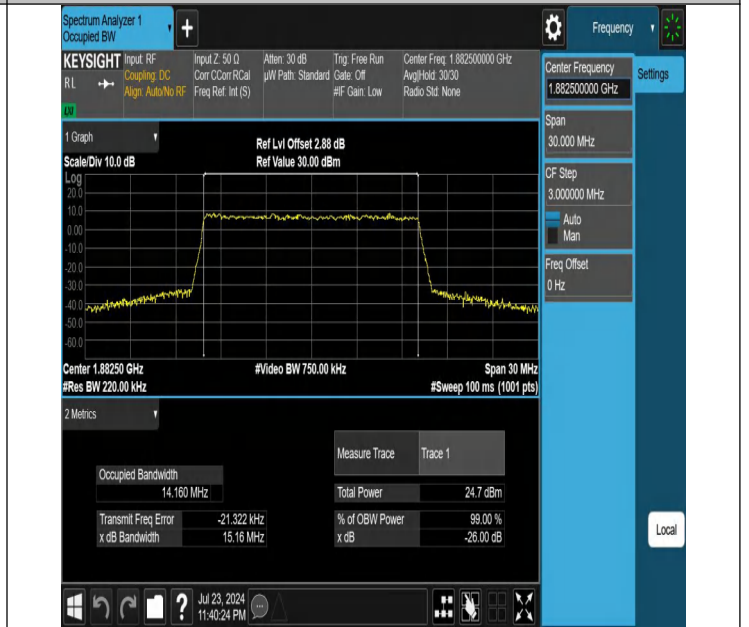 Spectrum Analyzer 1
Occupied BW
+
Frequency
KEYSIGHT
R L
LXI
Input: RF
Coupling: DC
Align: Auto/No RF
Input Z: 50 Ω
Corr CCorr RCal
Freq Ref: Int (S)
Atten: 30 dB
µW Path: Standard
Trig: Free Run
Gate: Off
#IF Gain: Low
Center Freq: 1.882500000 GHz
Avg|Hold: 30/30
Radio Std: None
Center Frequency
1.882500000 GHz
Settings
Span
30.000 MHz
CF Step
3.000000 MHz
Auto
Man
Freq Offset
0 Hz
Local
1 Graph
Scale/Div 10.0 dB
Ref Lvl Offset 2.88 dB
Ref Value 30.00 dBm
Log
20.0
10.0
0.00
-10.0
-20.0
-30.0
-40.0
-50.0
-60.0
Center 1.88250 GHz
#Video BW 750.00 kHz
Span 30 MHz
#Res BW 220.00 kHz
#Sweep 100 ms (1001 pts)
2 Metrics
Measure Trace Trace 1
Occupied Bandwidth
14.160 MHz
Total Power 24.7 dBm
Transmit Freq Error -21.322 kHz
% of OBW Power 99.00 %
x dB Bandwidth 15.16 MHz
x dB -26.00 dB
?
Jul 23, 2024
11:40:24 PM